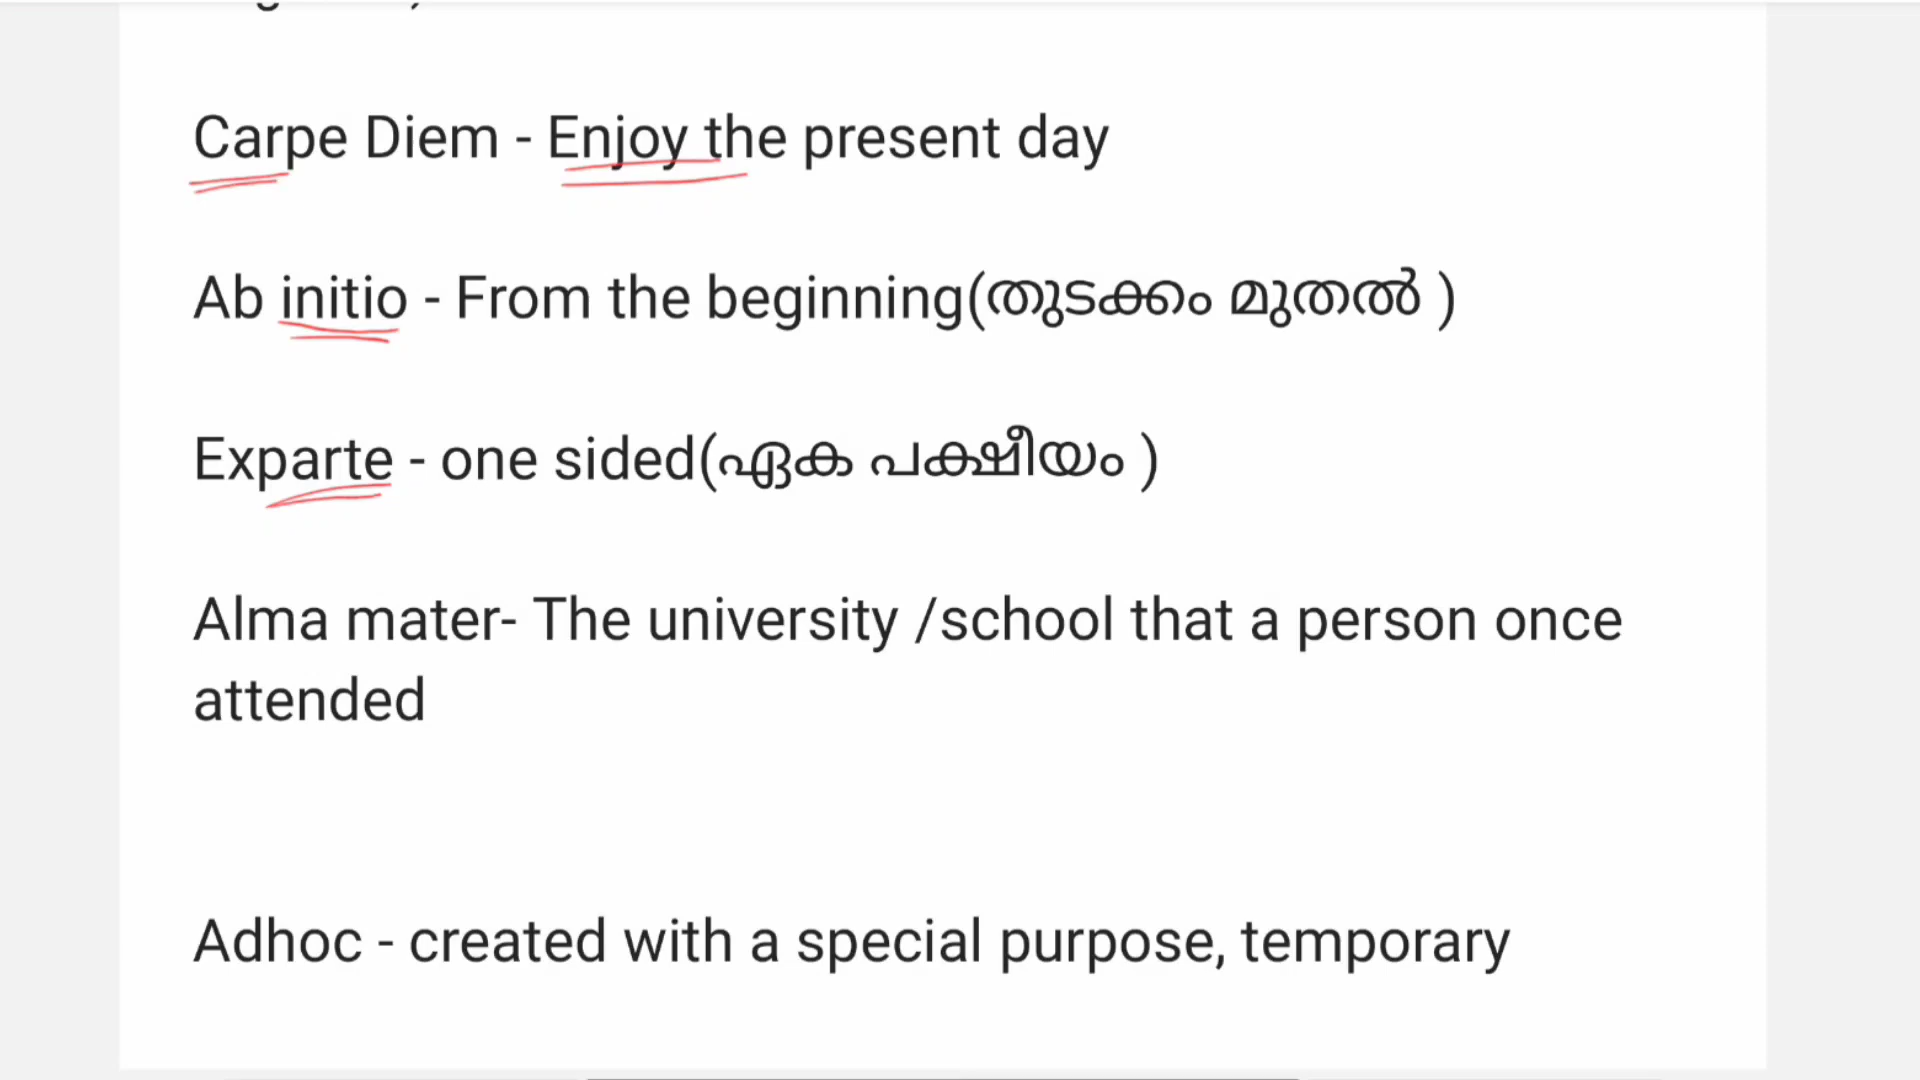 Carpe Diem - Enjoy the present day
Ab initio - From the beginning(തുടക്കം മുതൽ )
Exparte - one sided(ഏക പക്ഷീയം )
Alma mater- The university /school that a person once
attended
Adhoc - created with a special purpose, temporary